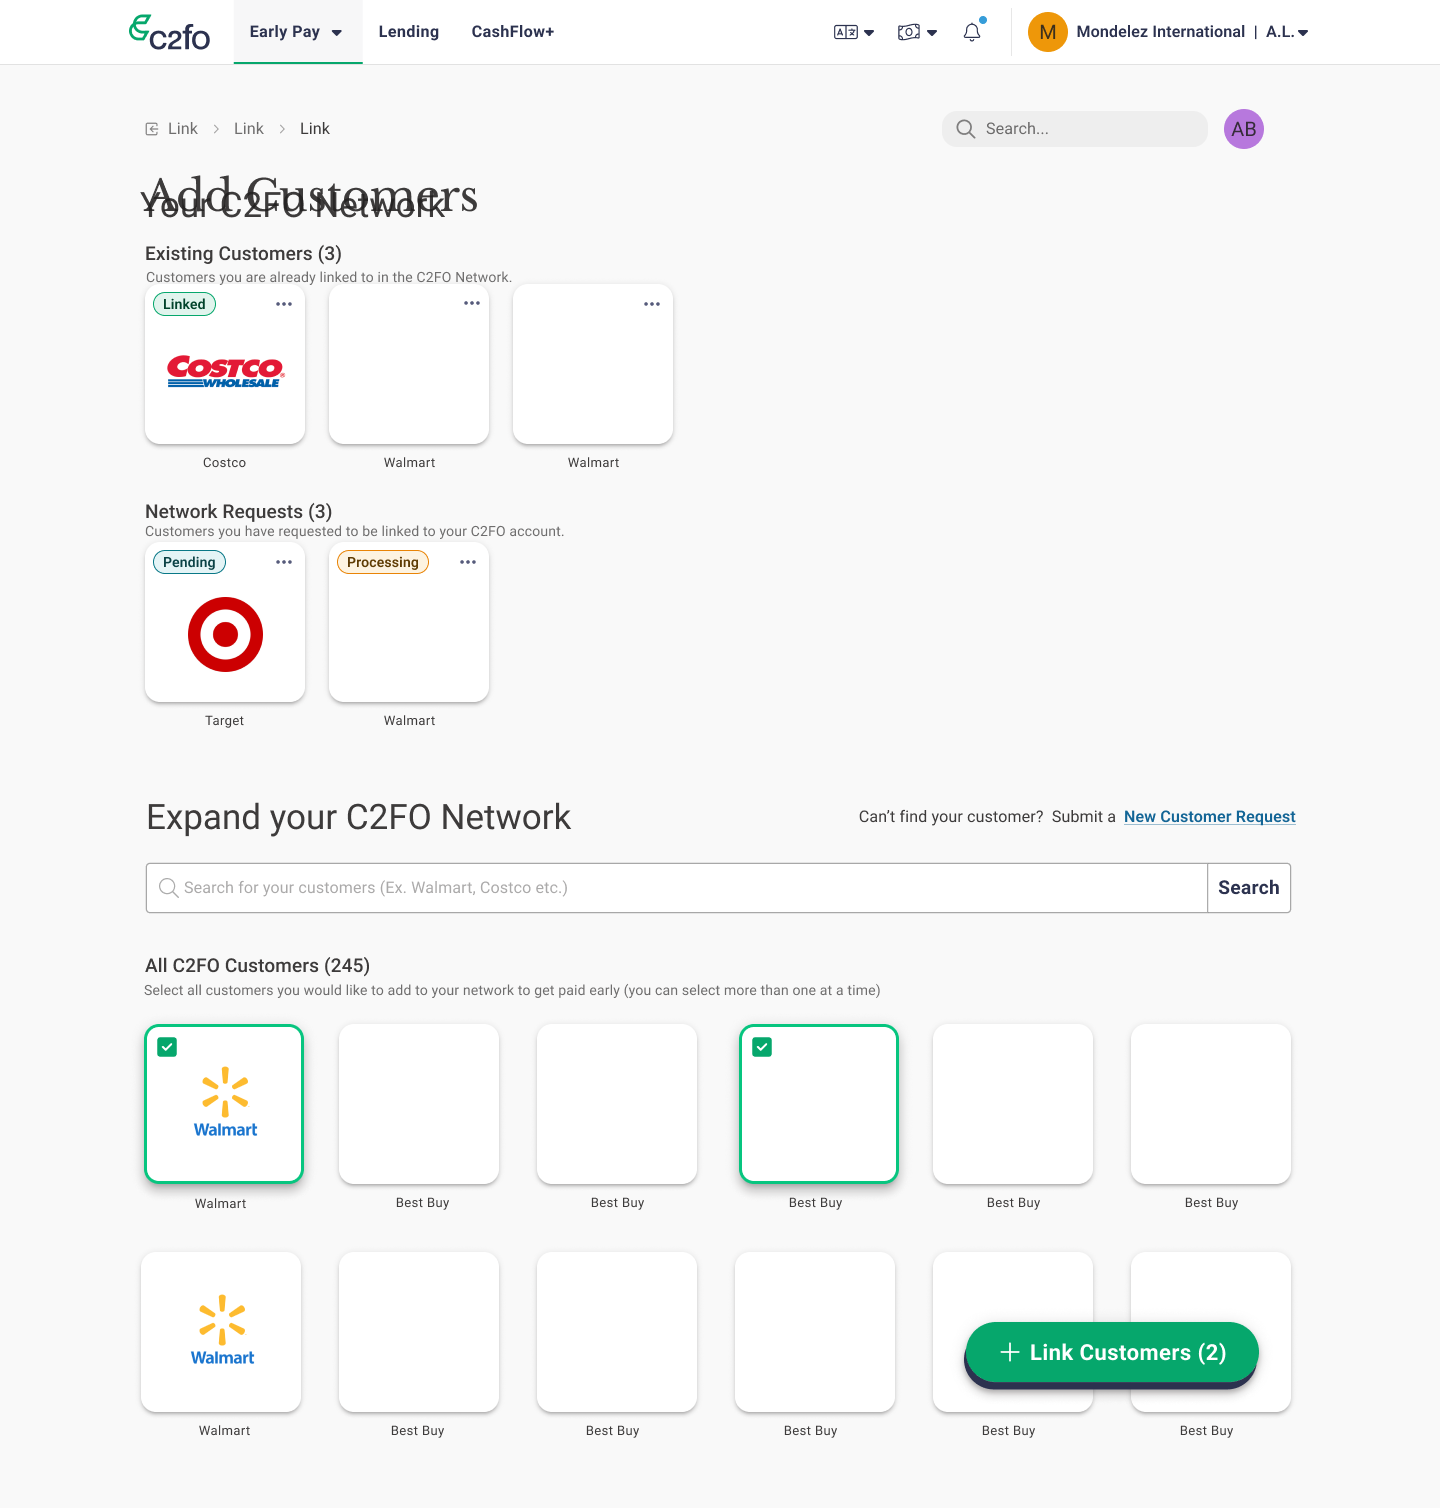 c2fo Early Pay Lending CashFlow+ M Mondelez International | A.L.
Link Link Link Search... AB
Add Customers
Your C2FO Network
Existing Customers (3)
Customers you are already linked to in the C2FO Network.
Linked
COSTCO
WHOLESALE
Costco Walmart Walmart
Network Requests (3)
Customers you have requested to be linked to your C2FO account.
Pending Processing
Target Walmart
Expand your C2FO Network Can't find your customer? Submit a New Customer Request
Search for your customers (Ex. Walmart, Costco etc.) Search
All C2FO Customers (245)
Select all customers you would like to add to your network to get paid early (you can select more than one at a time)
Walmart
Walmart Best Buy Best Buy Best Buy Best Buy Best Buy
Walmart
Link Customers (2)
Walmart Best Buy Best Buy Best Buy Best Buy Best Buy